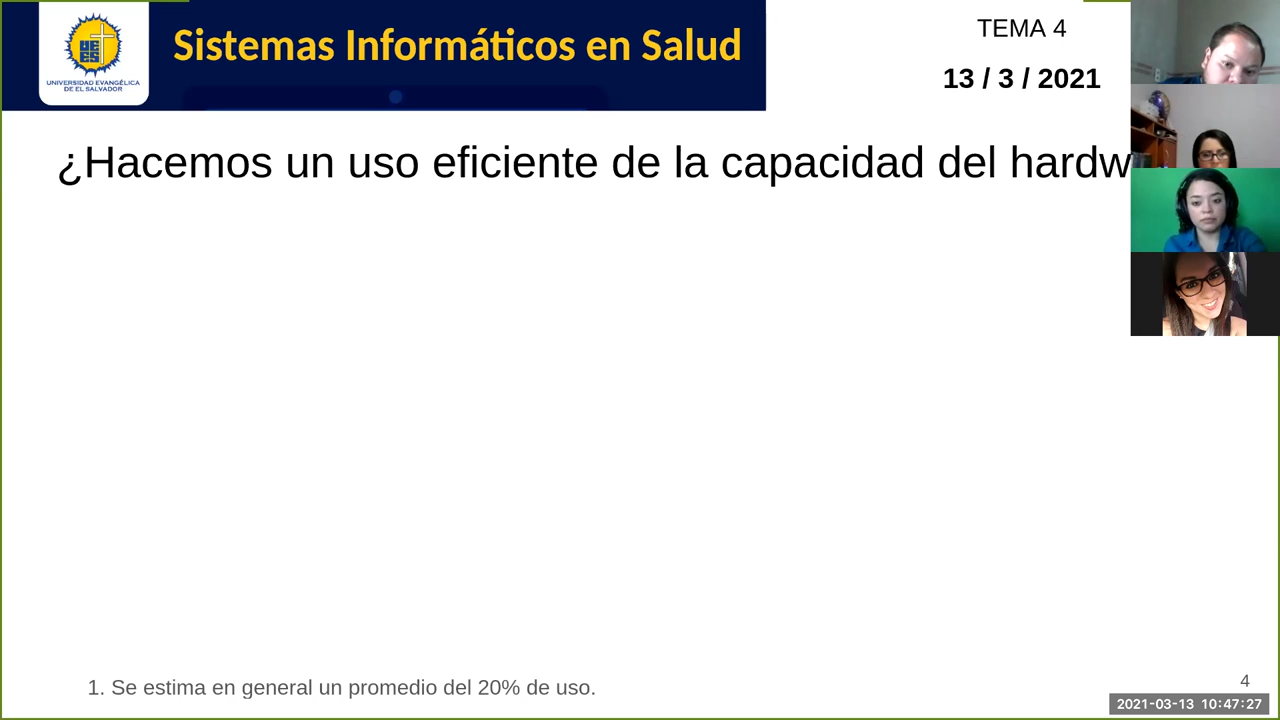 UNIVERSIDAD EVANGÉLICA
DE EL SALVADOR
Sistemas Informáticos en Salud
TEMA 4
13 / 3 / 2021
¿Hacemos un uso eficiente de la capacidad del hardw
1. Se estima en general un promedio del 20% de uso.
4
2021-03-13 10:47:27